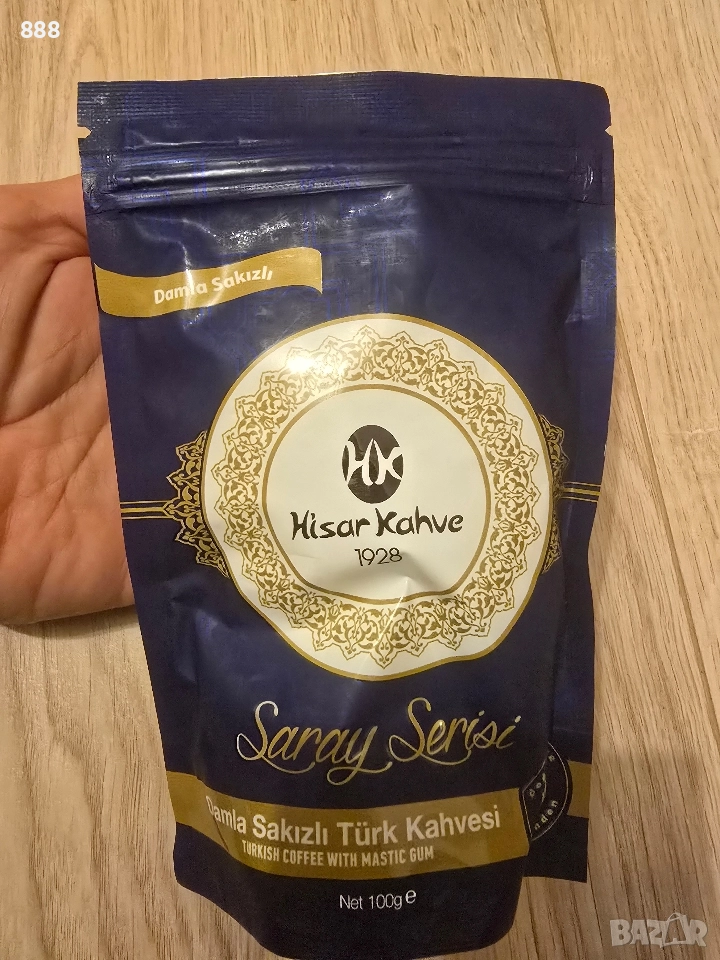 888
Damla Sakızlı
HK
Hisar Kahve
1928
Saray Serisi
Damla Sakızlı Türk Kahvesi
TURKISH COFFEE WITH MASTIC GUM
Net 100g e
BAZAR